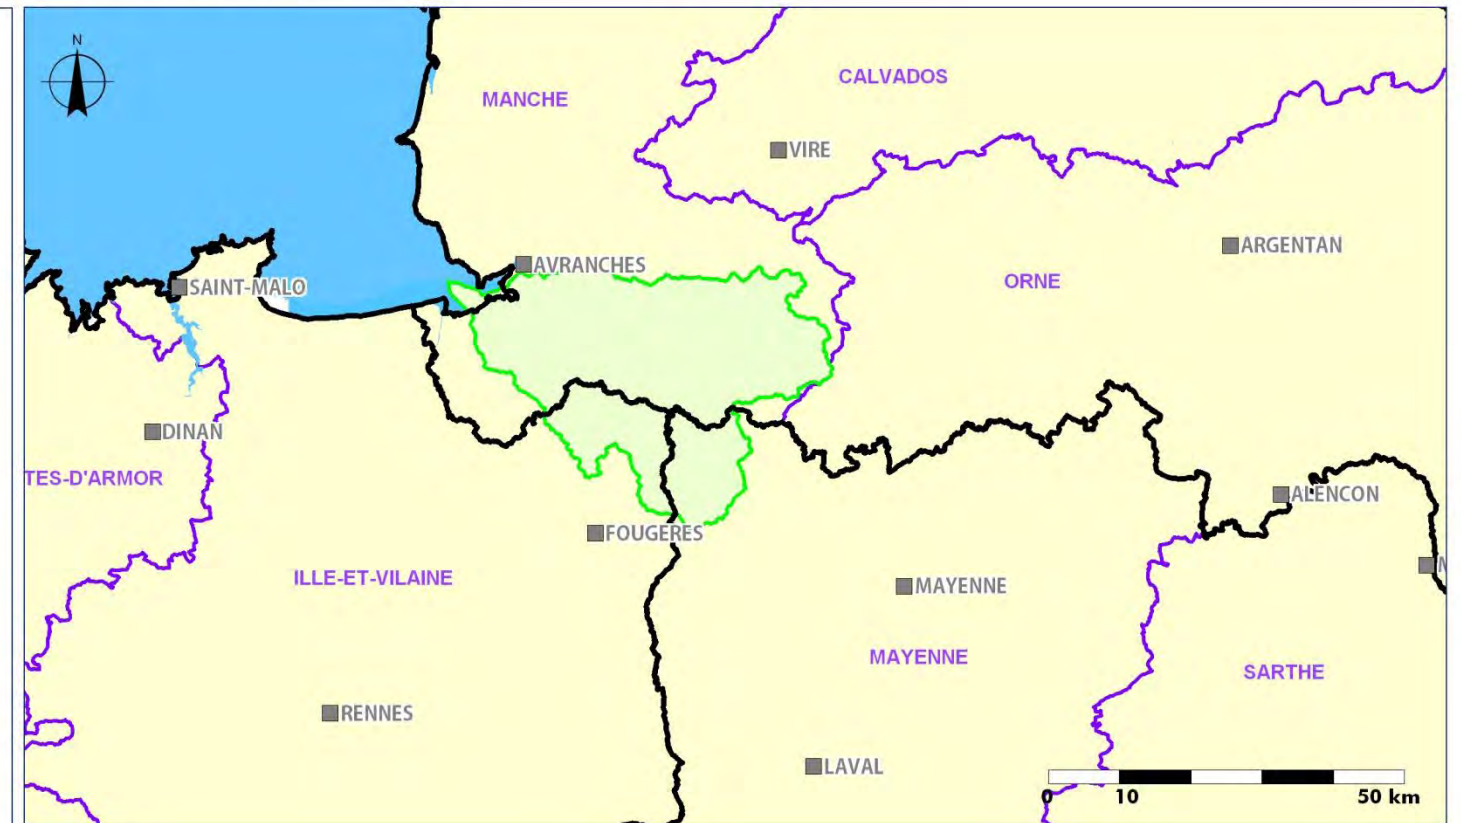 N
CALVADOS
MANCHE
VIRE
ARGENTAN
AVRANCHES
ORNE
SAINT-MALO
DINAN
TES-D'ARMOR
ALENCON
FOUGERES
M
ILLE-ET-VILAINE
MAYENNE
MAYENNE
SARTHE
RENNES
LAVAL
0 10 50 km